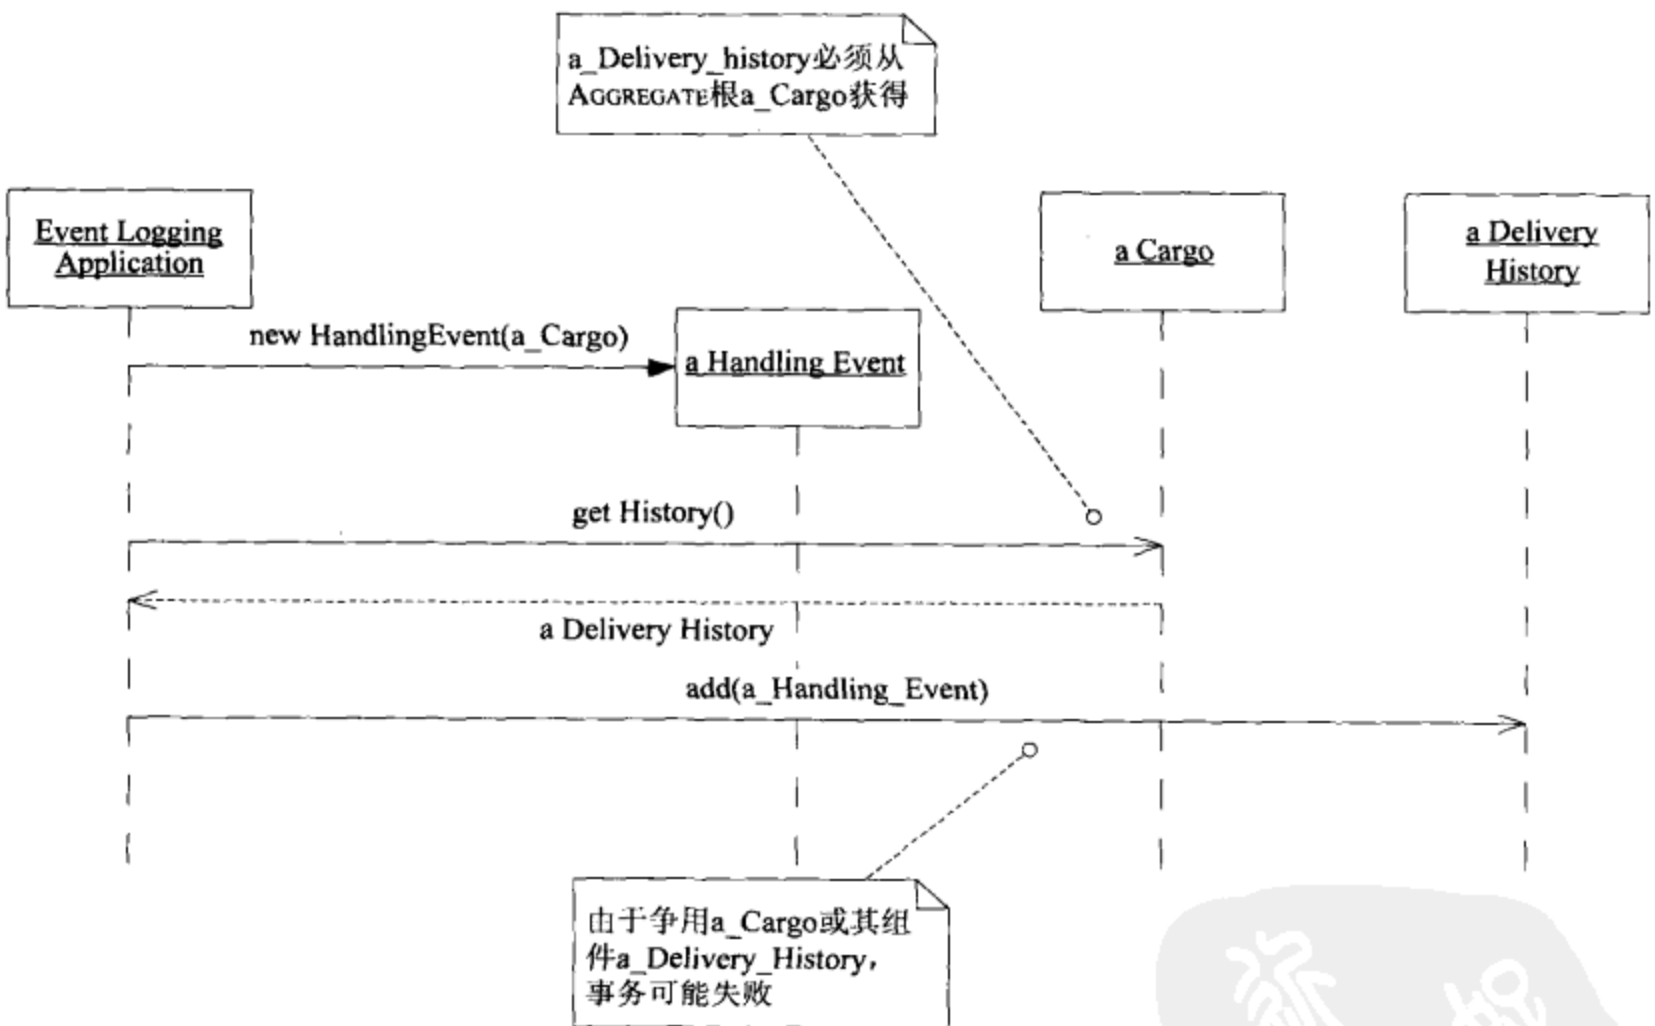 a_Delivery_history必须从
AGGREGATE根a_Cargo获得
Event Logging
Application
a Cargo
a Delivery
History
new HandlingEvent(a_Cargo)
a Handling Event
get History()
a Delivery History
add(a_Handling_Event)
由于争用a_Cargo或其组
件a_Delivery_History，
事务可能失败